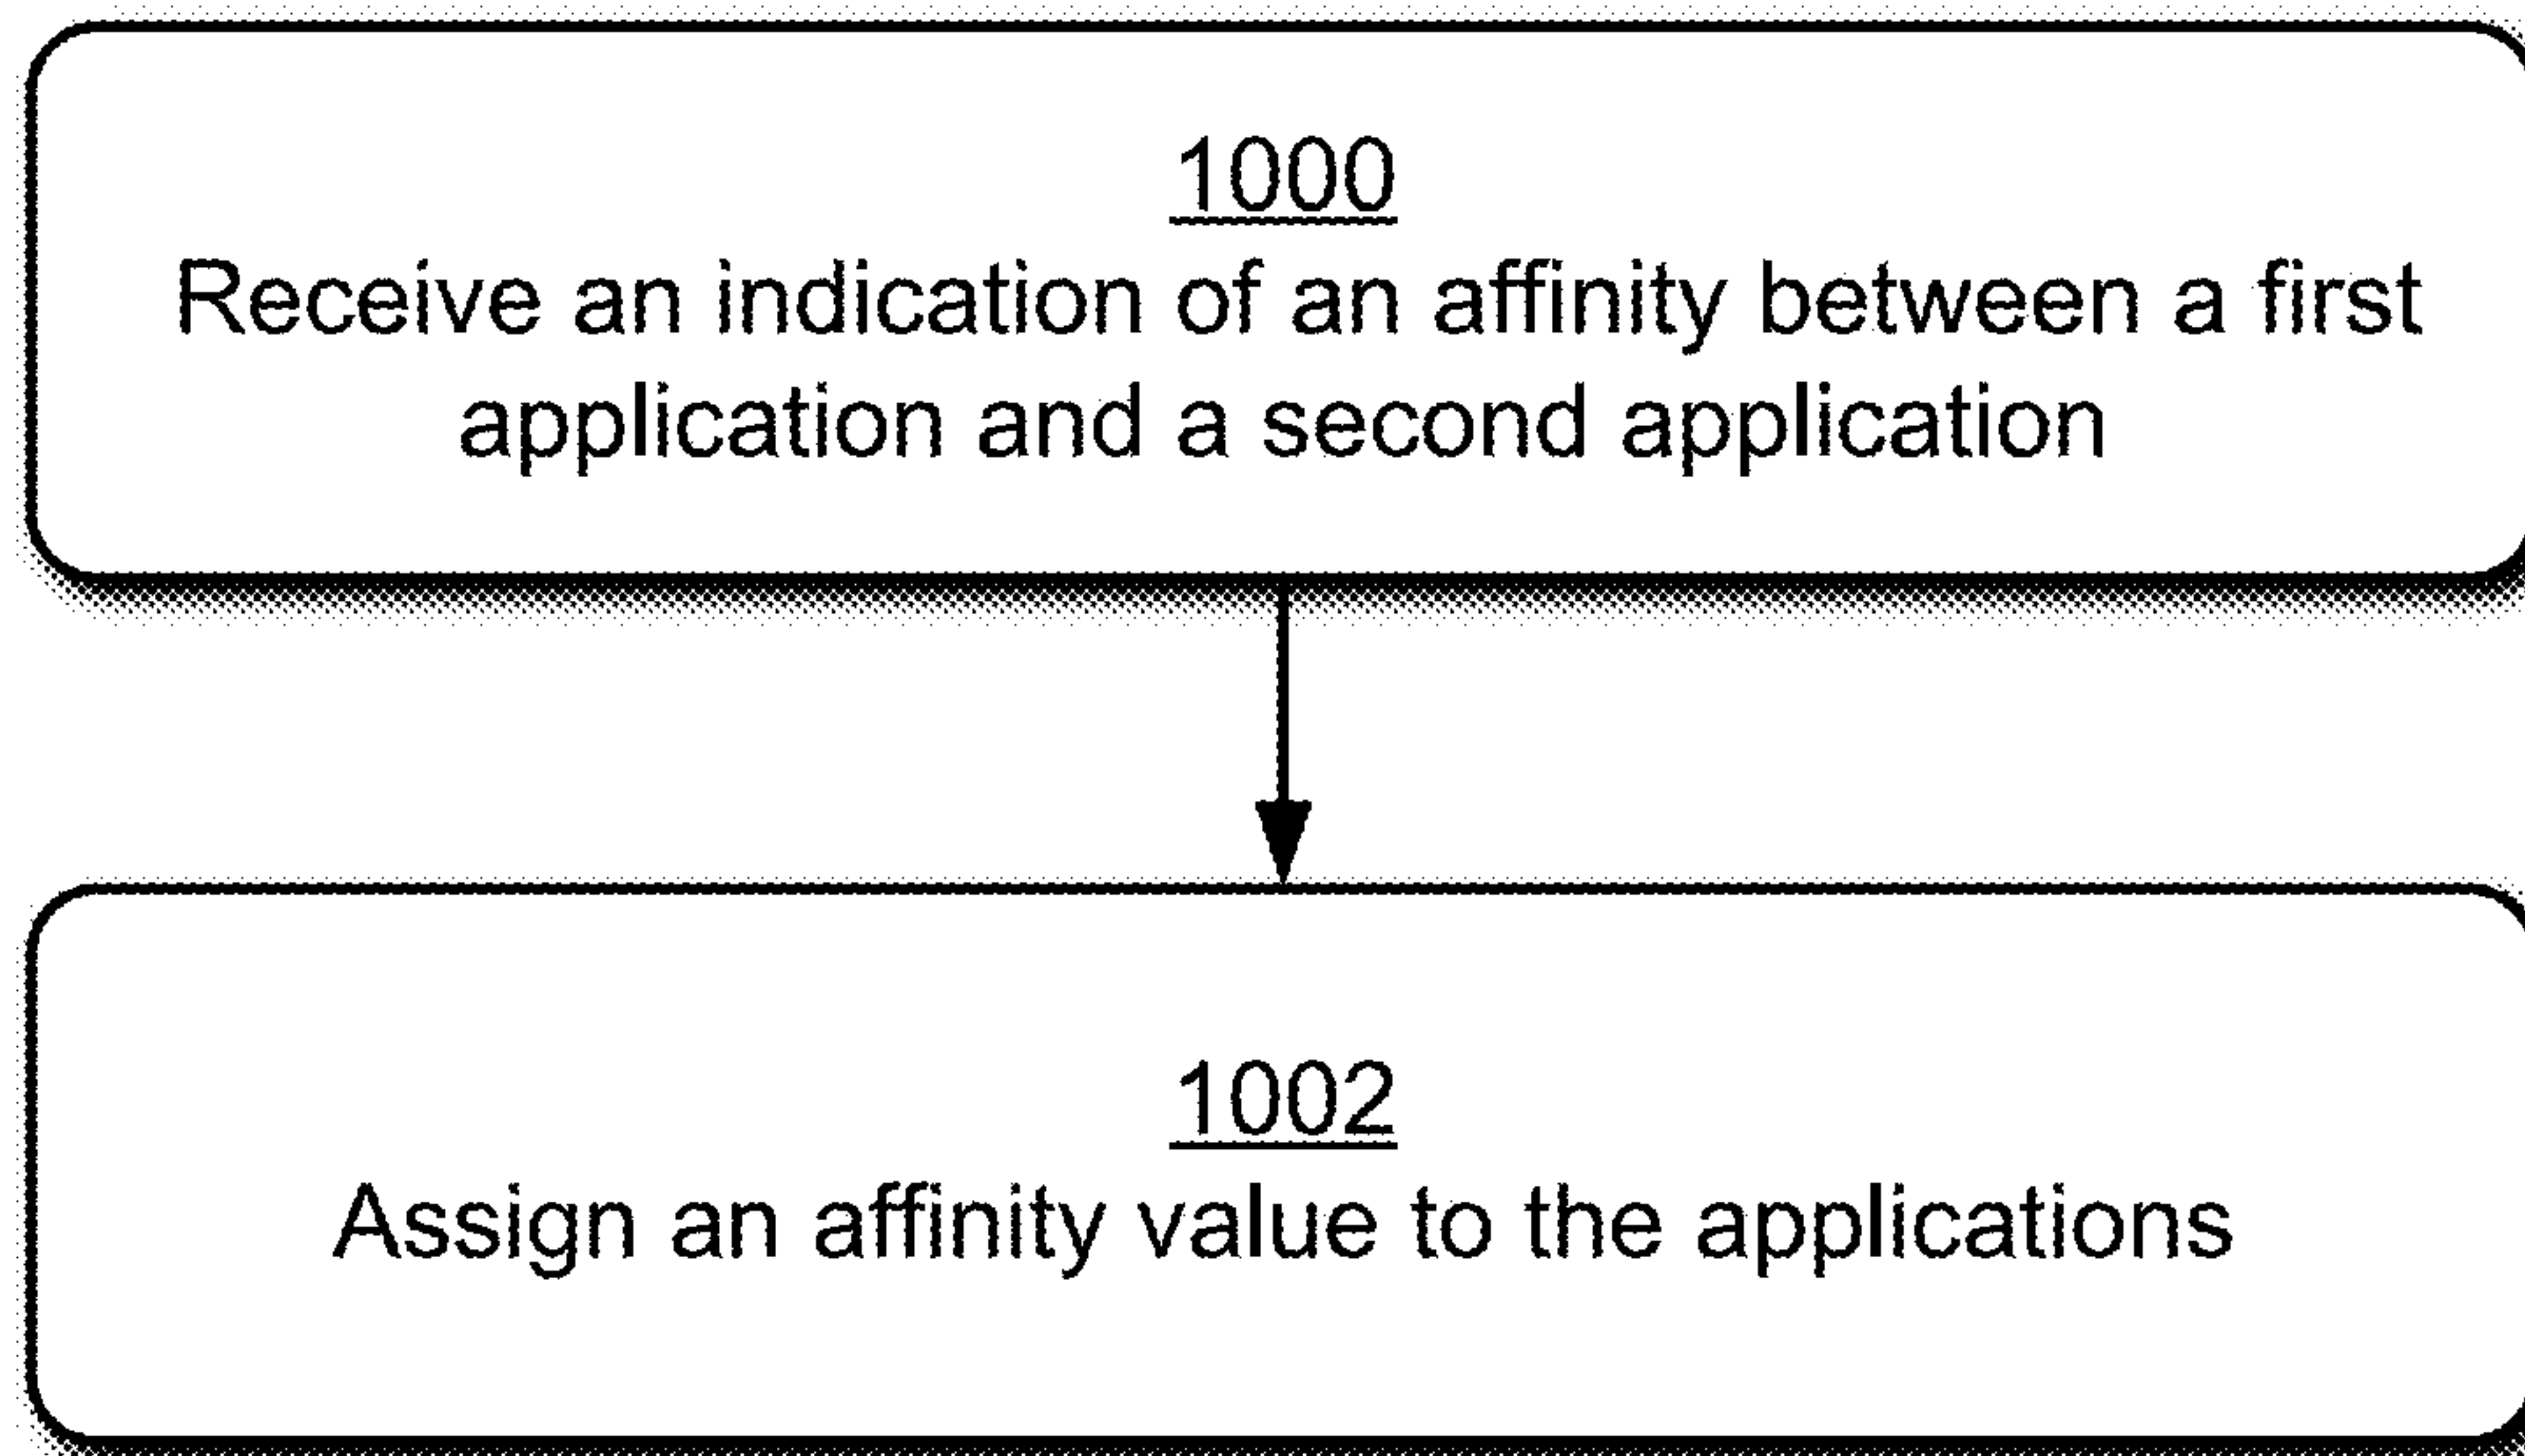 1000
Receive an indication of an affinity between a first
application and a second application
1002
Assign an affinity value to the applications